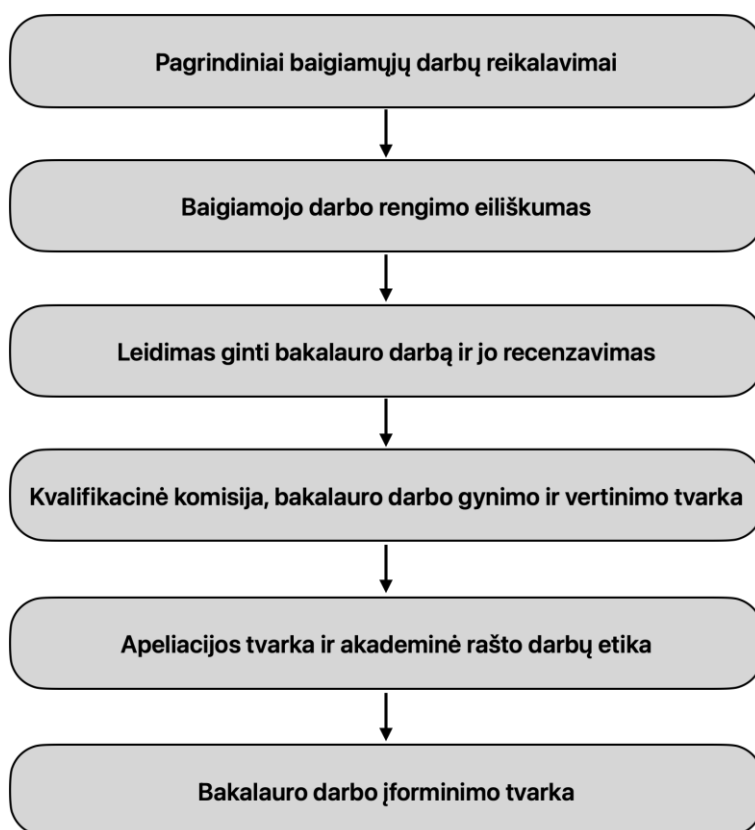 Pagrindiniai baigiamųjų darbų reikalavimai
Baigiamojo darbo rengimo eiliškumas
Leidimas ginti bakalauro darbą ir jo recenzavimas
Kvalifikacinė komisija, bakalauro darbo gynimo ir vertinimo tvarka
Apeliacijos tvarka ir akademinė rašto darbų etika
Bakalauro darbo įforminimo tvarka